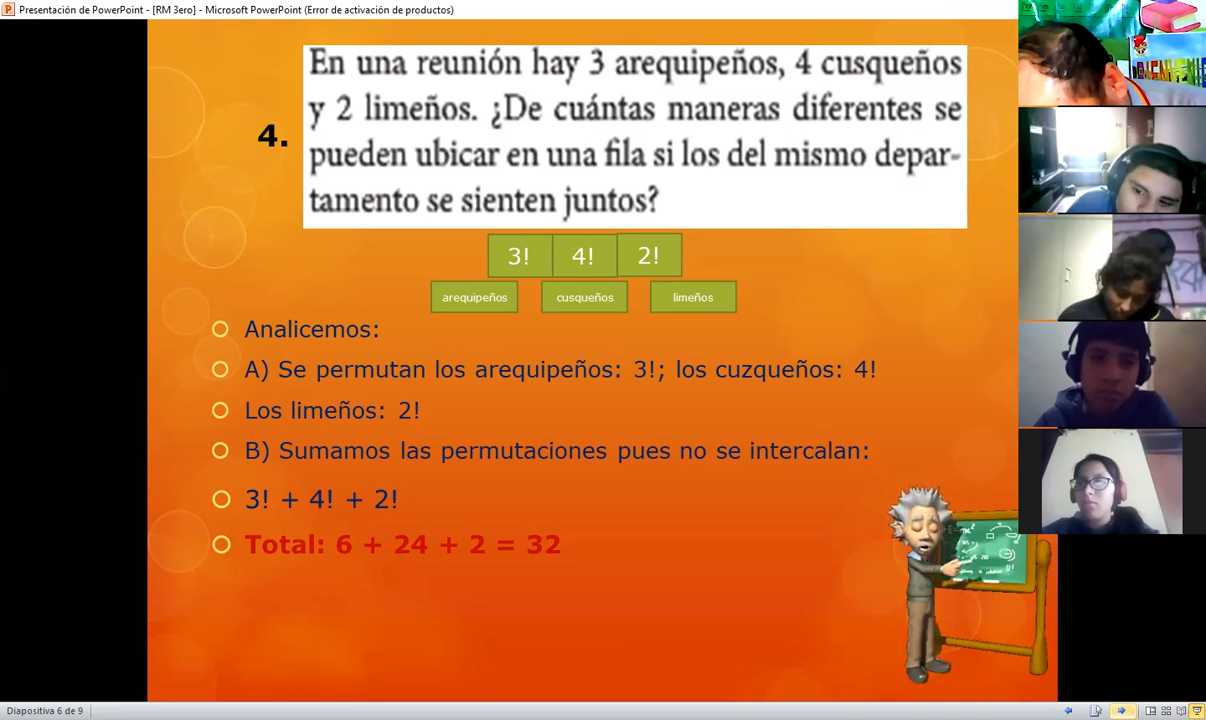 Presentación de PowerPoint - [RM 3ero] - Microsoft PowerPoint (Error de activación de productos)
4.
En una reunión hay 3 arequipeños, 4 cusqueños
y 2 limeños. ¿De cuántas maneras diferentes se
pueden ubicar en una fila si los del mismo depar-
tamento se sienten juntos?
3! 4! 2!
arequipeños cusqueños limeños
Analicemos:
A) Se permutan los arequipeños: 3!; los cuzqueños: 4!
Los limeños: 2!
B) Sumamos las permutaciones pues no se intercalan:
3! + 4! + 2!
Total: 6 + 24 + 2 = 32
Diapositiva 6 de 9